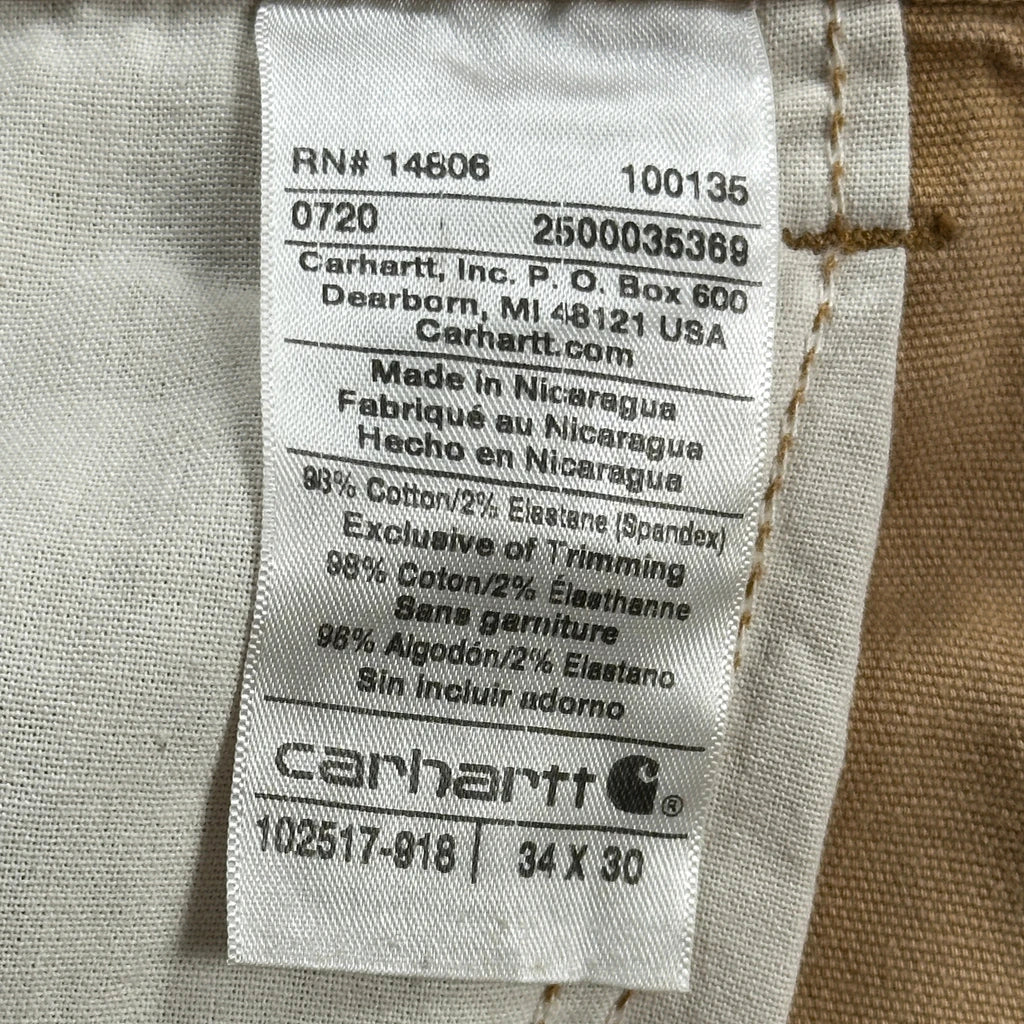 RN# 14806 100135
0720 2500035369
Carhartt, Inc. P. O. Box 600
Dearborn, MI 48121 USA
Carhartt.com
Made in Nicaragua
Fabriqué au Nicaragua
Hecho en Nicaragua
98% Cotton/2% Elastane (Spandex)
Exclusive of Trimming
98% Coton/2% Élasthanne
Sans garniture
98% Algodón/2% Elastano
Sin incluir adorno
carhartt ®
102517-918 34 X 30